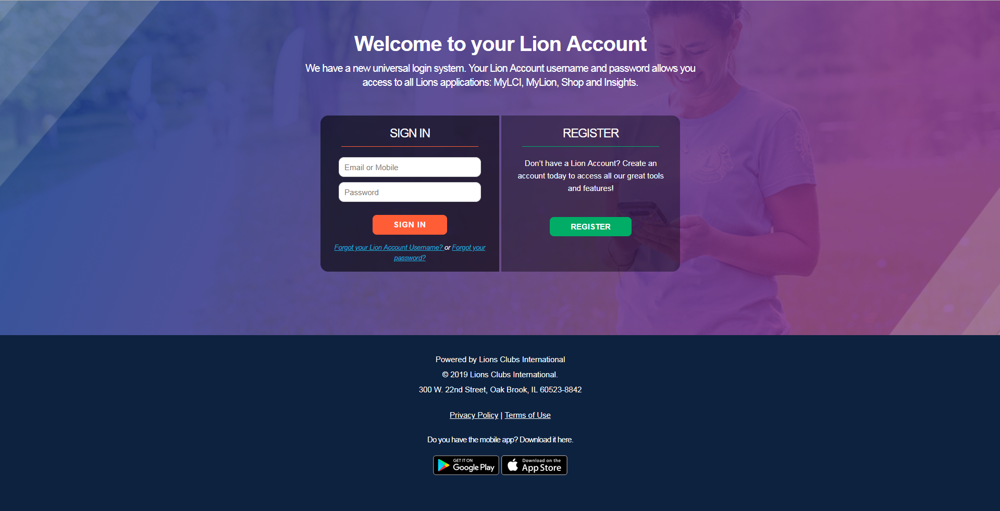 Welcome to your Lion Account
We have a new universal login system. Your Lion Account username and password allows you
access to all Lions applications: MyLCI, MyLion, Shop and Insights.
SIGN IN
Email or Mobile
Password
SIGN IN
Forgot your Lion Account Username? or Forgot your
password?
REGISTER
Don’t have a Lion Account? Create an
account today to access all our great tools
and features!
REGISTER
Powered by Lions Clubs International
© 2019 Lions Clubs International.
300 W. 22nd Street, Oak Brook, IL 60523-8842
Privacy Policy | Terms of Use
Do you have the mobile app? Download it here.
GET IT ON
Google Play
Download on the
App Store